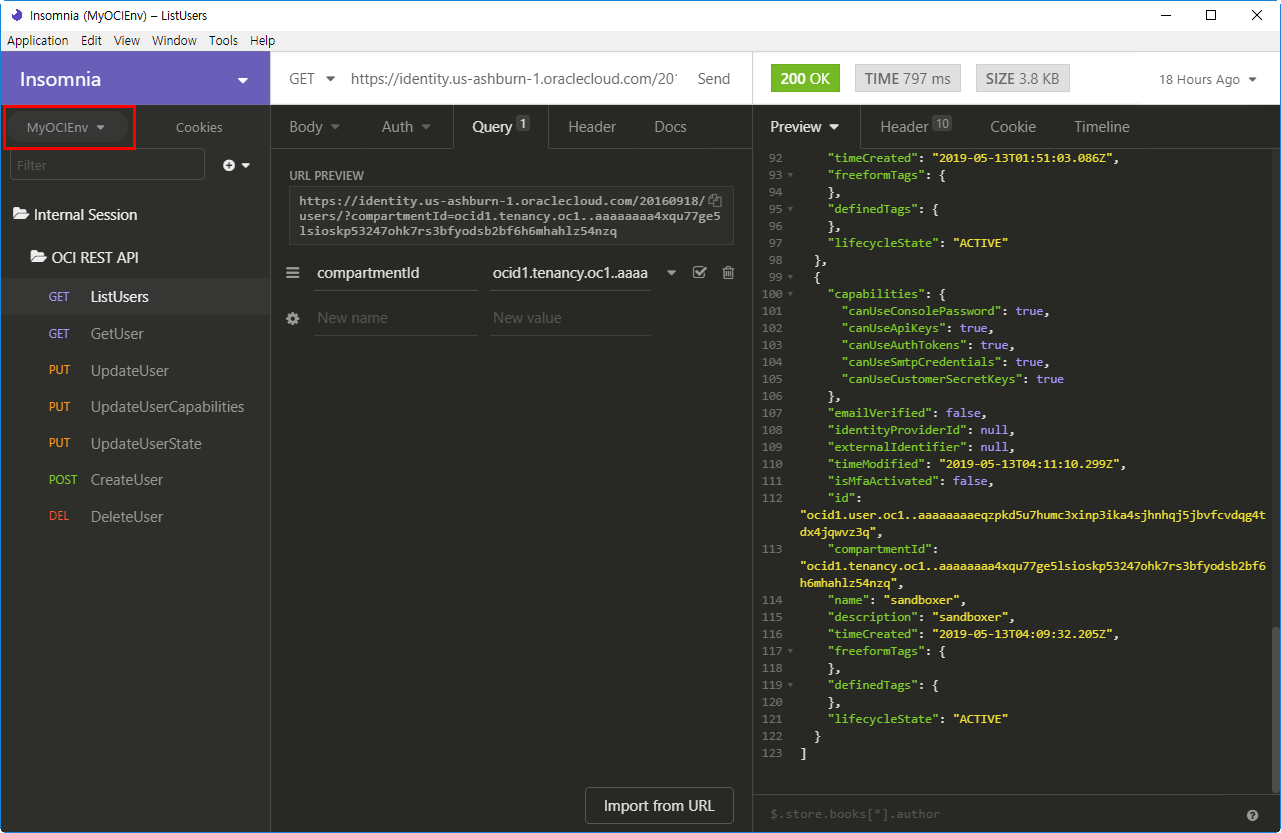 Insomnia (MyOCIEnv) – ListUsers
Application Edit View Window Tools Help
Insomnia
GET https://identity.us-ashburn-1.oraclecloud.com/201 Send
200 OK TIME 797 ms SIZE 3.8 KB 18 Hours Ago
MyOCIEnv Cookies
Filter
Internal Session
OCI REST API
GET ListUsers
GET GetUser
PUT UpdateUser
PUT UpdateUserCapabilities
PUT UpdateUserState
POST CreateUser
DEL DeleteUser
Body Auth Query 1 Header Docs
URL PREVIEW
https://identity.us-ashburn-1.oraclecloud.com/20160918/
users/?compartmentId=ocid1.tenancy.oc1..aaaaaaaa4xqu77ge5
lsioskp53247ohk7rs3bfyodsb2bf6h6mhahlz54nzq
compartmentId ocid1.tenancy.oc1..aaaa
New name New value
Import from URL
Preview Header 10 Cookie Timeline
92 "timeCreated": "2019-05-13T01:51:03.086Z",
93 "freeformTags": {
94 },
95 "definedTags": {
96 },
97 "lifecycleState": "ACTIVE"
98 },
99 {
100 "capabilities": {
101 "canUseConsolePassword": true,
102 "canUseApiKeys": true,
103 "canUseAuthTokens": true,
104 "canUseSmtpCredentials": true,
105 "canUseCustomerSecretKeys": true
106 },
107 "emailVerified": false,
108 "identityProviderId": null,
109 "externalIdentifier": null,
110 "timeModified": "2019-05-13T04:11:10.299Z",
111 "isMfaActivated": false,
112 "id":
"ocid1.user.oc1..aaaaaaaaeqzpkd5u7humc3xinp3ika4sjhnhqj5jbvfcvdqg4t
dx4jqwvz3q",
113 "compartmentId":
"ocid1.tenancy.oc1..aaaaaaaa4xqu77ge5lsioskp53247ohk7rs3bfyodsb2bf6
h6mhahlz54nzq",
114 "name": "sandboxer",
115 "description": "sandboxer",
116 "timeCreated": "2019-05-13T04:09:32.205Z",
117 "freeformTags": {
118 },
119 "definedTags": {
120 },
121 "lifecycleState": "ACTIVE"
122 }
123 ]
$.store.books[*].author